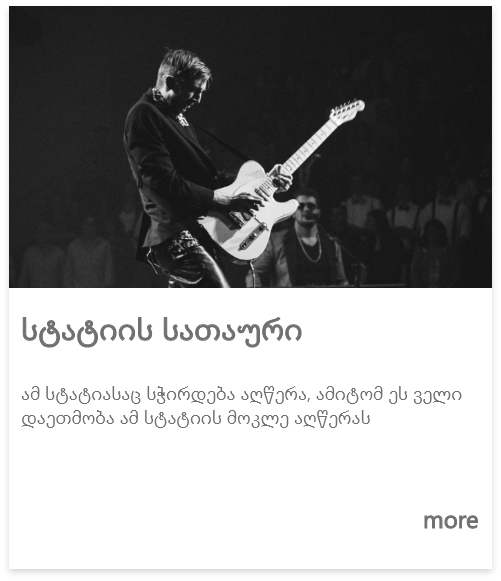 სტატიის სათაური
ამ სტატიასაც სჭირდება აღწერა, ამიტომ ეს ველი
დაეთმობა ამ სტატიის მოკლე აღწერას
more